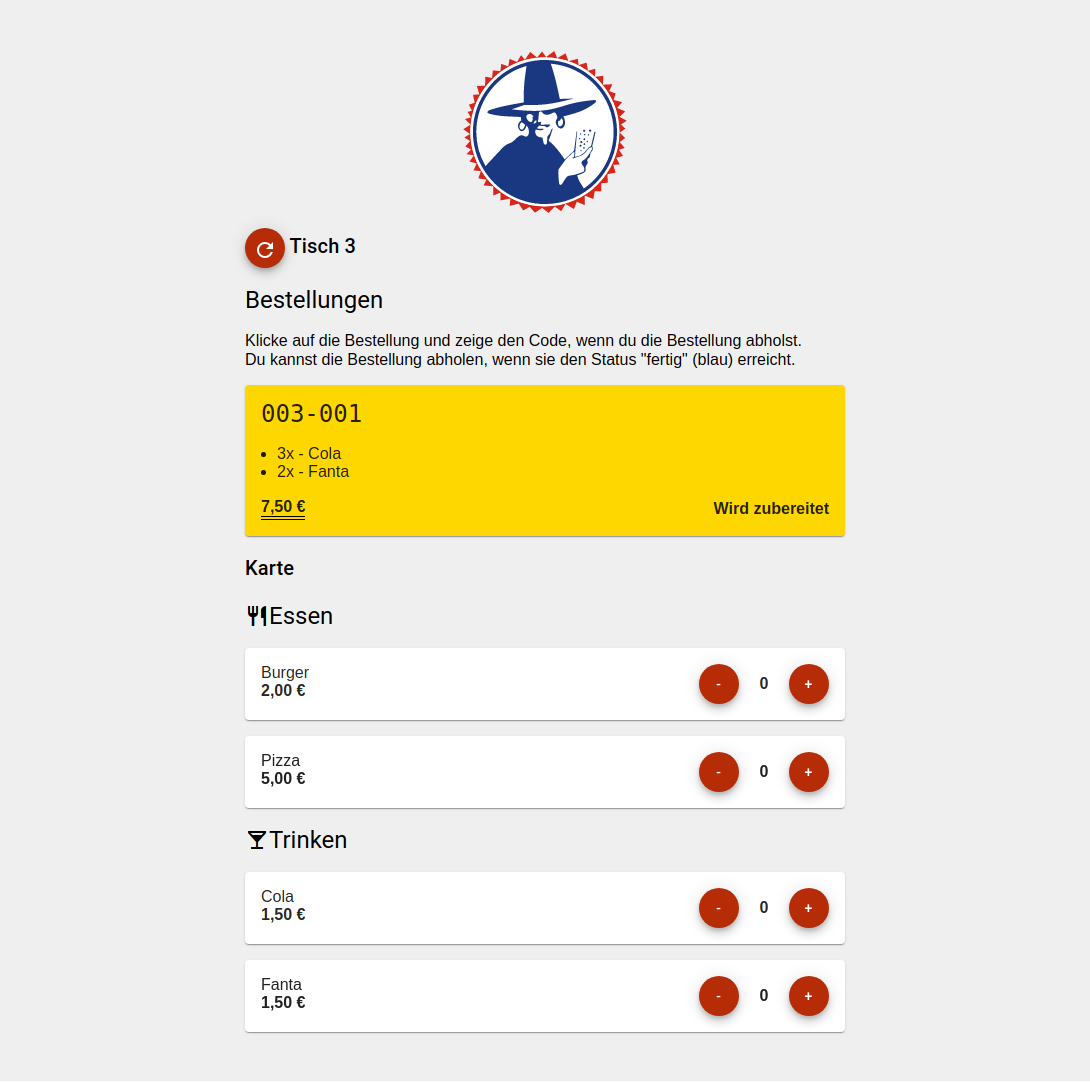 Tisch 3
Bestellungen
Klicke auf die Bestellung und zeige den Code, wenn du die Bestellung abholst.
Du kannst die Bestellung abholen, wenn sie den Status "fertig" (blau) erreicht.
003-001
• 3x - Cola
• 2x - Fanta
7,50 € Wird zubereitet
Karte
Essen
Burger
2,00 €
- 0 +
Pizza
5,00 €
- 0 +
Trinken
Cola
1,50 €
- 0 +
Fanta
1,50 €
- 0 +